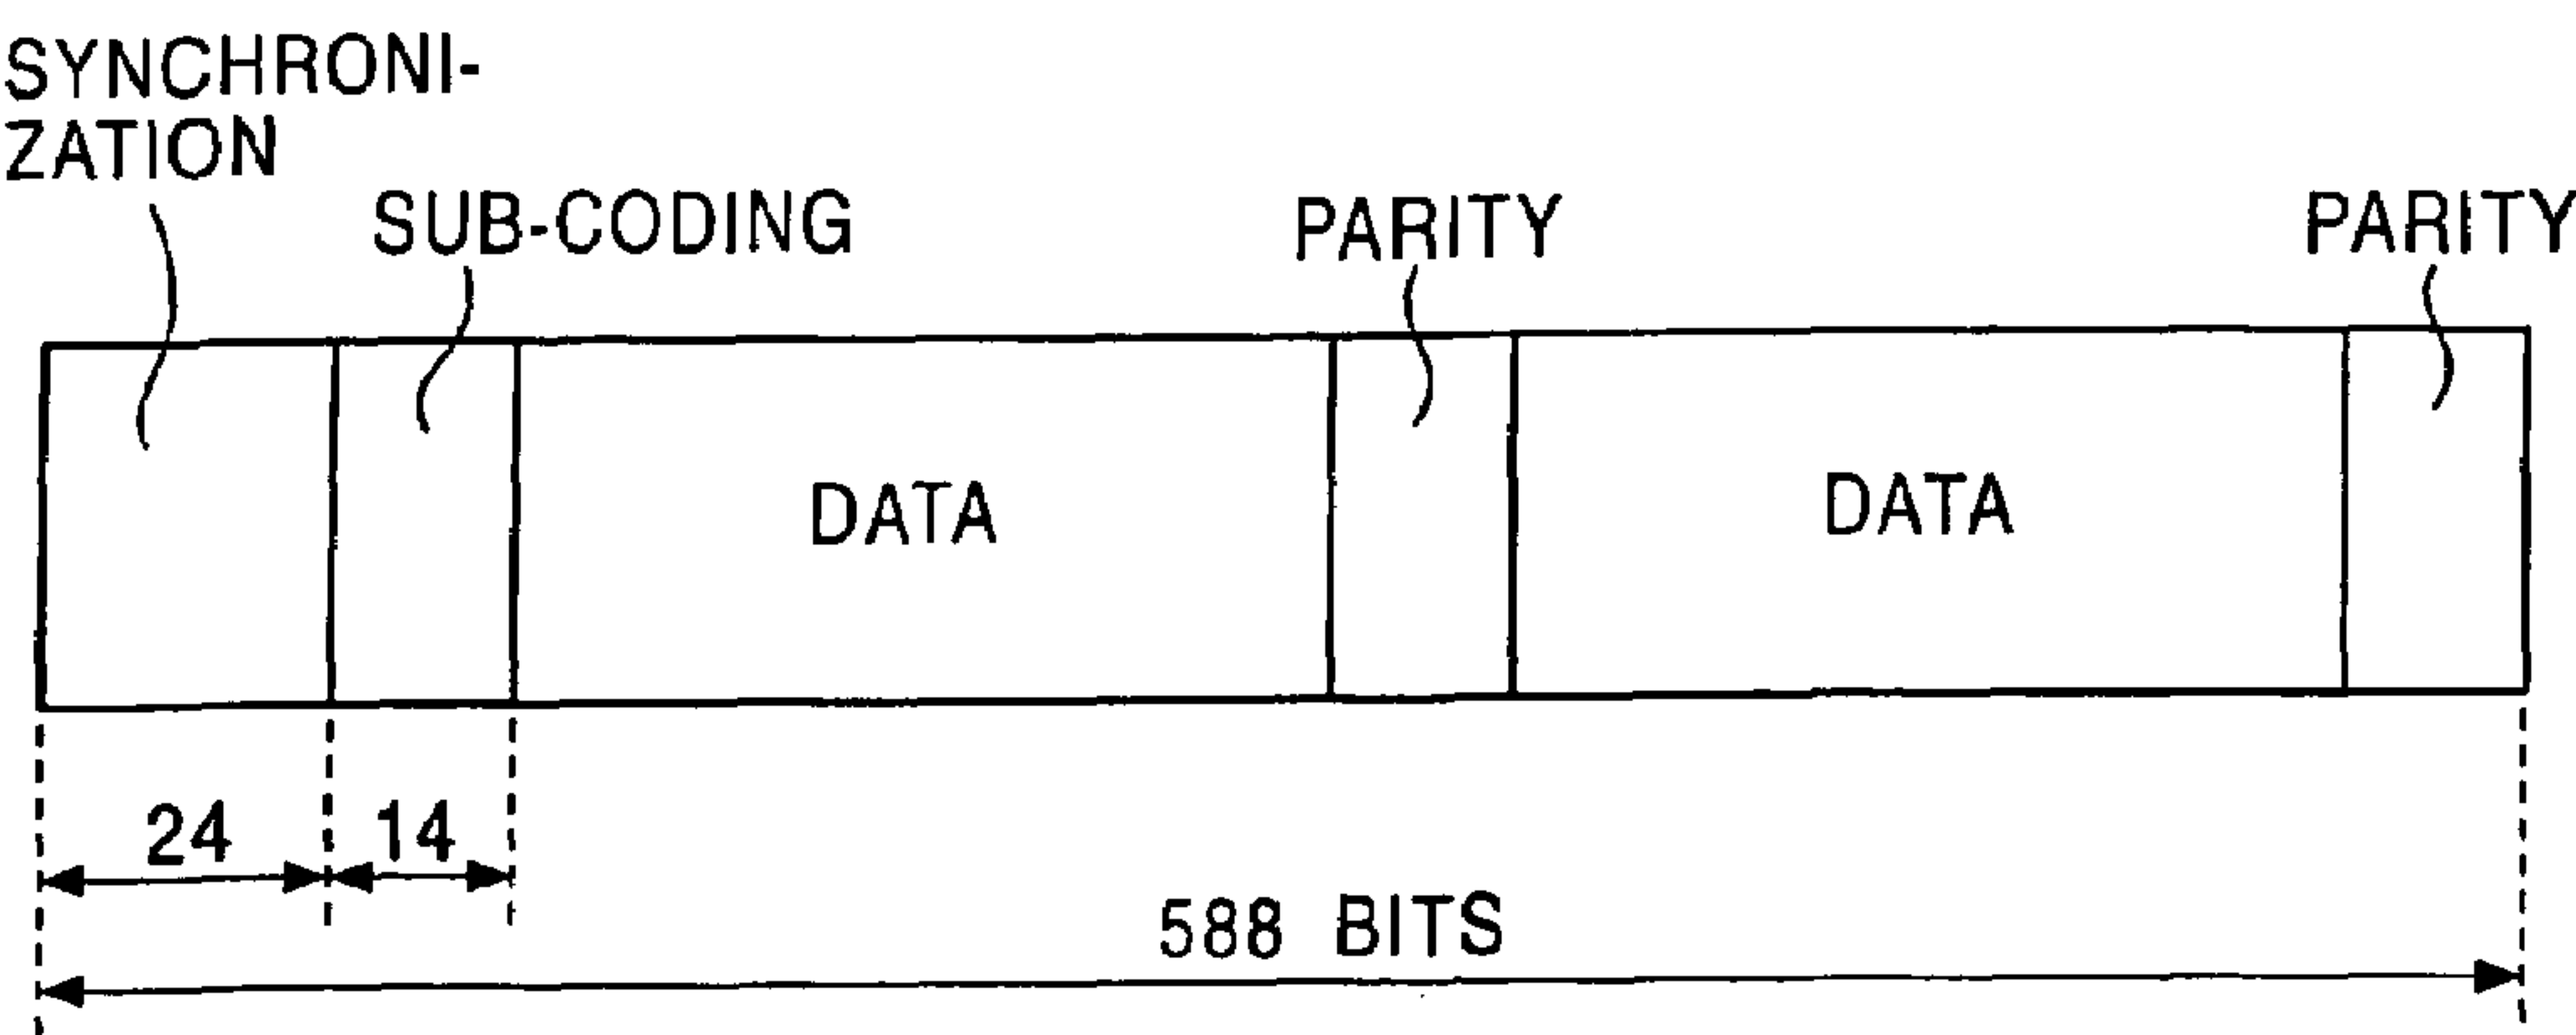 SYNCHRONI-
ZATION
SUB-CODING
PARITY
PARITY
DATA
DATA
24
14
588 BITS